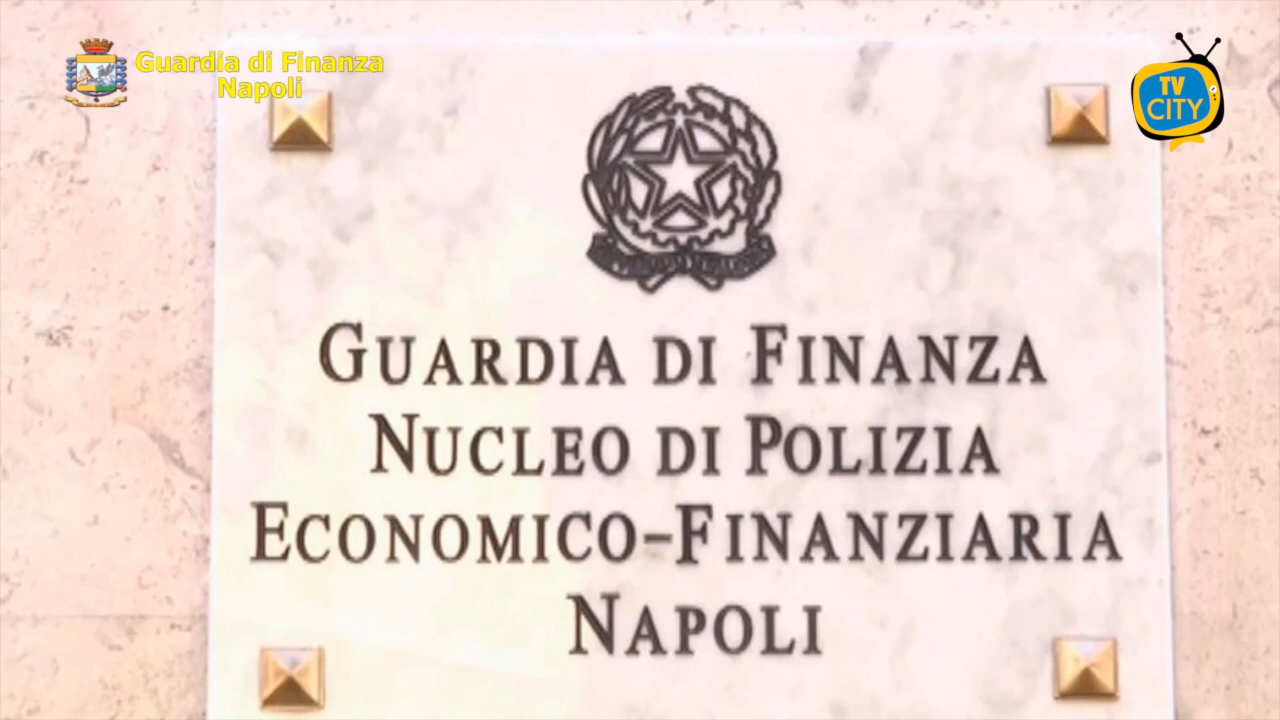 Guardia di Finanza
Napoli
TV
CITY
GUARDIA DI FINANZA
NUCLEO DI POLIZIA
ECONOMICO-FINANZIARIA
NAPOLI